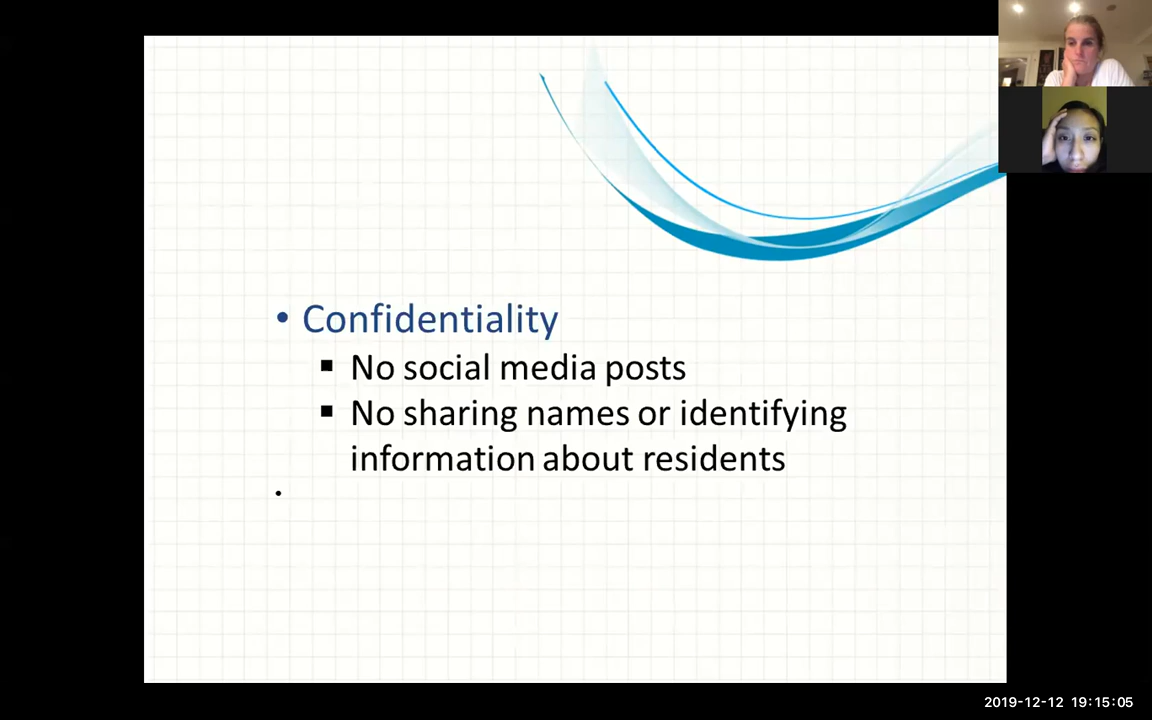 • Confidentiality
▪ No social media posts
▪ No sharing names or identifying
information about residents
•
2019-12-12 19:15:05